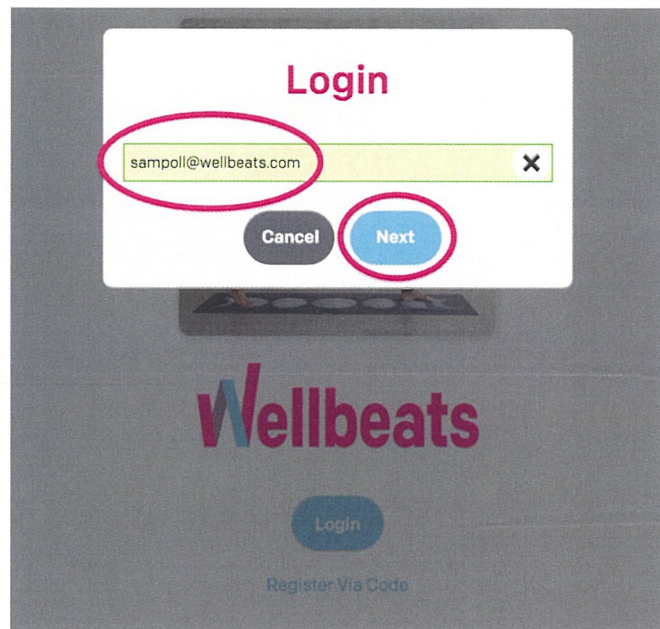 Login
sampoll@wellbeats.com
Cancel Next
Wellbeats
Login
Register Via Code